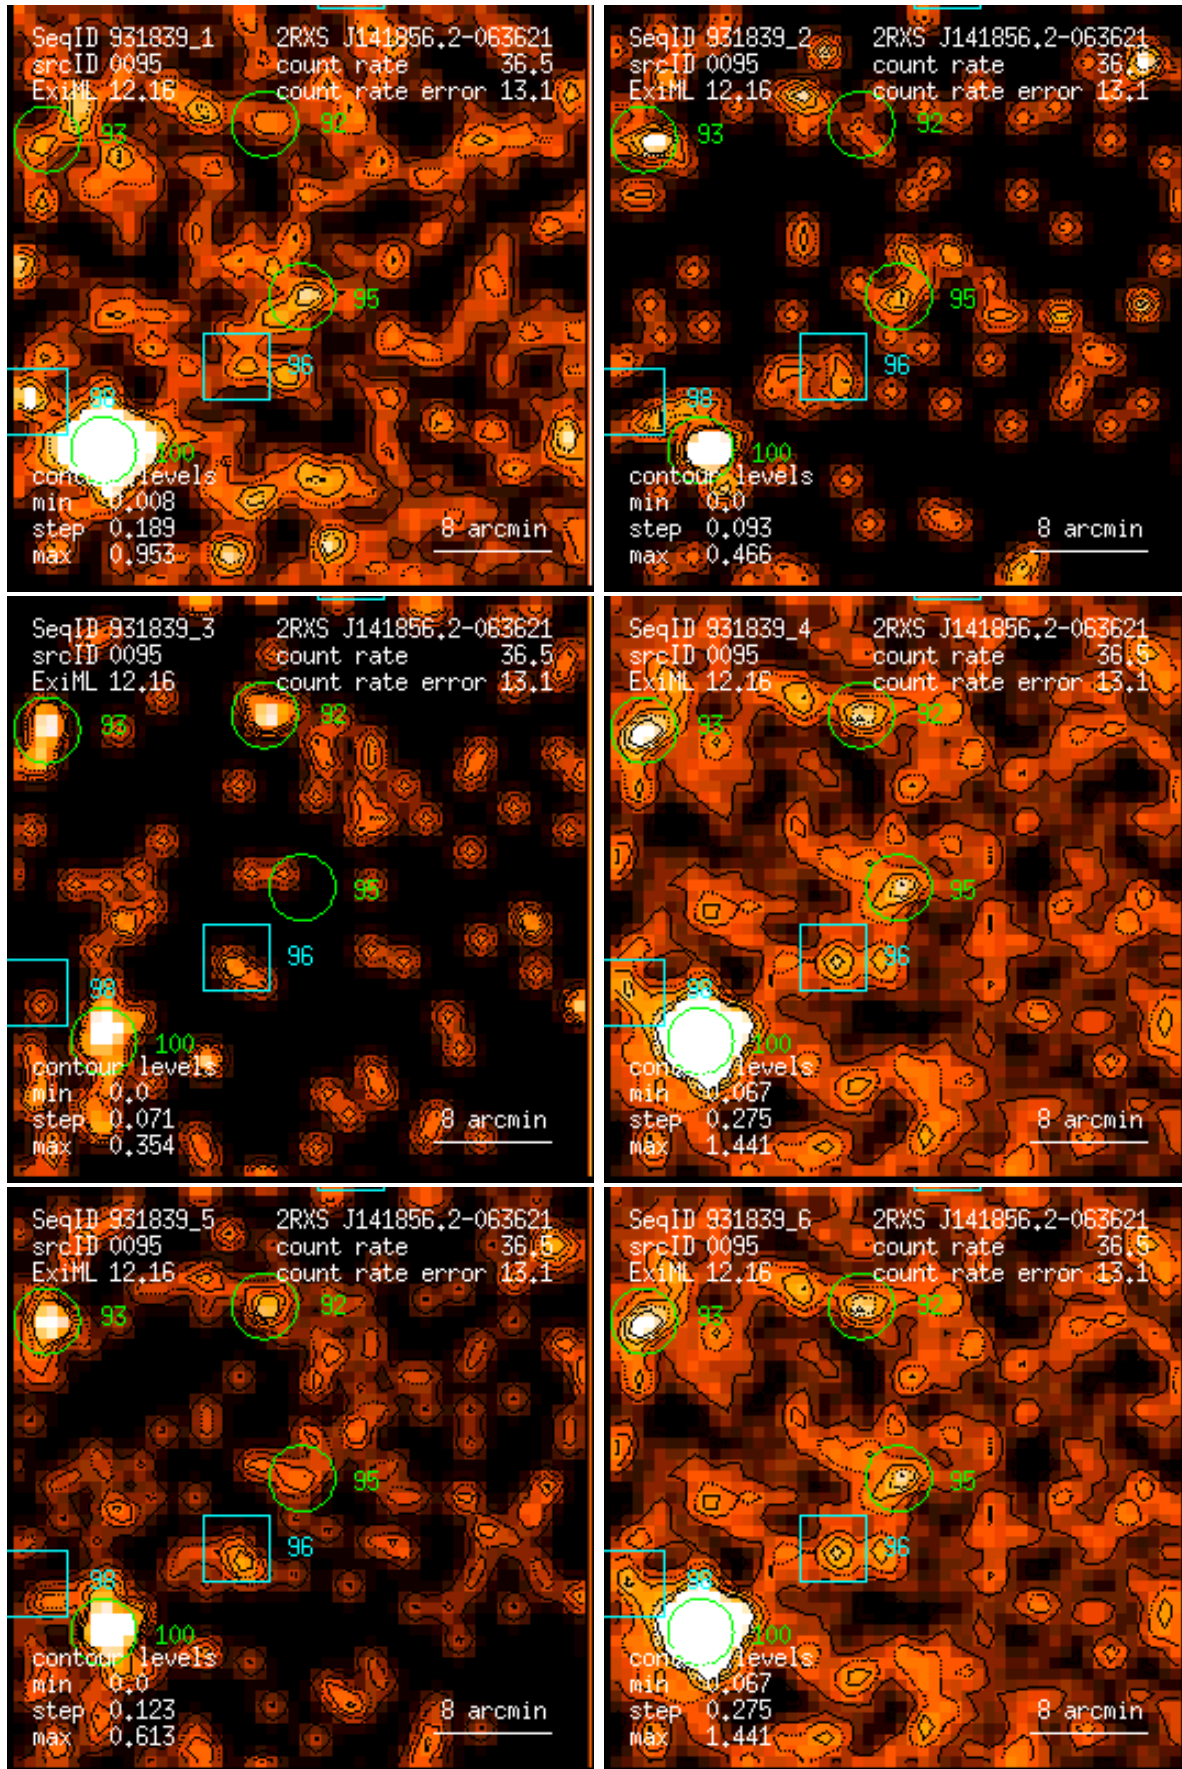 SeqID 931839_1 2RXS J141856.2-063621
srcID 0095 count rate 36.5
ExiML 12.16 count rate error 13.1
93
92
95
96
98
100
contour levels
min 0.008
step 0.189 8 arcmin
max 0.953
SeqID 931839_2 2RXS J141856.2-063621
srcID 0095 count rate 36.5
ExiML 12.16 count rate error 13.1
93
92
95
96
98
100
contour levels
min 0.0
step 0.093 8 arcmin
max 0.466
SeqID 931839_3 2RXS J141856.2-063621
srcID 0095 count rate 36.5
ExiML 12.16 count rate error 13.1
93
92
95
96
98
100
contour levels
min 0.0
step 0.071 8 arcmin
max 0.354
SeqID 931839_4 2RXS J141856.2-063621
srcID 0095 count rate 36.5
ExiML 12.16 count rate error 13.1
93
92
95
96
98
100
contour levels
min 0.067
step 0.275 8 arcmin
max 1.441
SeqID 931839_5 2RXS J141856.2-063621
srcID 0095 count rate 36.5
ExiML 12.16 count rate error 13.1
93
92
95
96
98
100
contour levels
min 0.0
step 0.123 8 arcmin
max 0.613
SeqID 931839_6 2RXS J141856.2-063621
srcID 0095 count rate 36.5
ExiML 12.16 count rate error 13.1
93
92
95
96
98
100
contour levels
min 0.067
step 0.275 8 arcmin
max 1.441